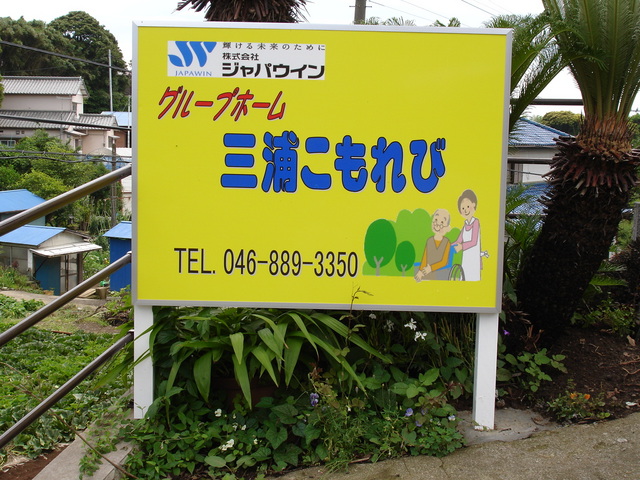 輝ける未来のために
株式会社
JAPAWIN
ジャパウイン
グループホーム
三浦こもれび
TEL. 046-889-3350